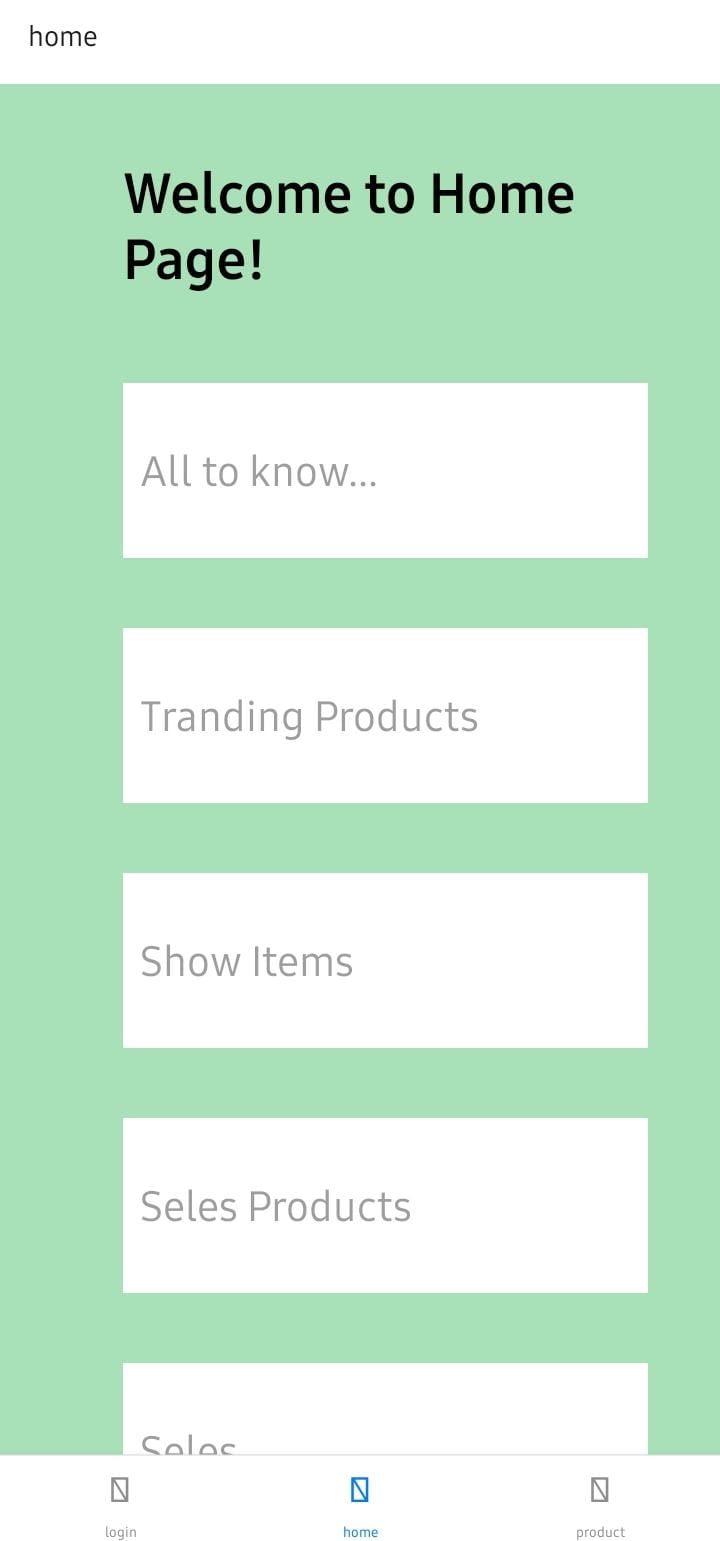 home
Welcome to Home
Page!
All to know...
Tranding Products
Show Items
Seles Products
Seles
login
home
product